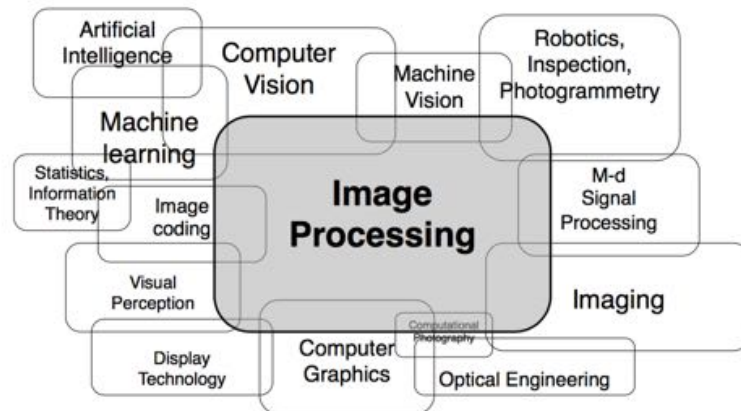 Artificial
Intelligence
Computer
Vision
Machine
Vision
Robotics,
Inspection,
Photogrammetry
Machine
learning
Statistics,
Information
Theory
Image
coding
Image
Processing
M-d
Signal
Processing
Visual
Perception
Imaging
Display
Technology
Computer
Graphics
Computational
Photography
Optical Engineering